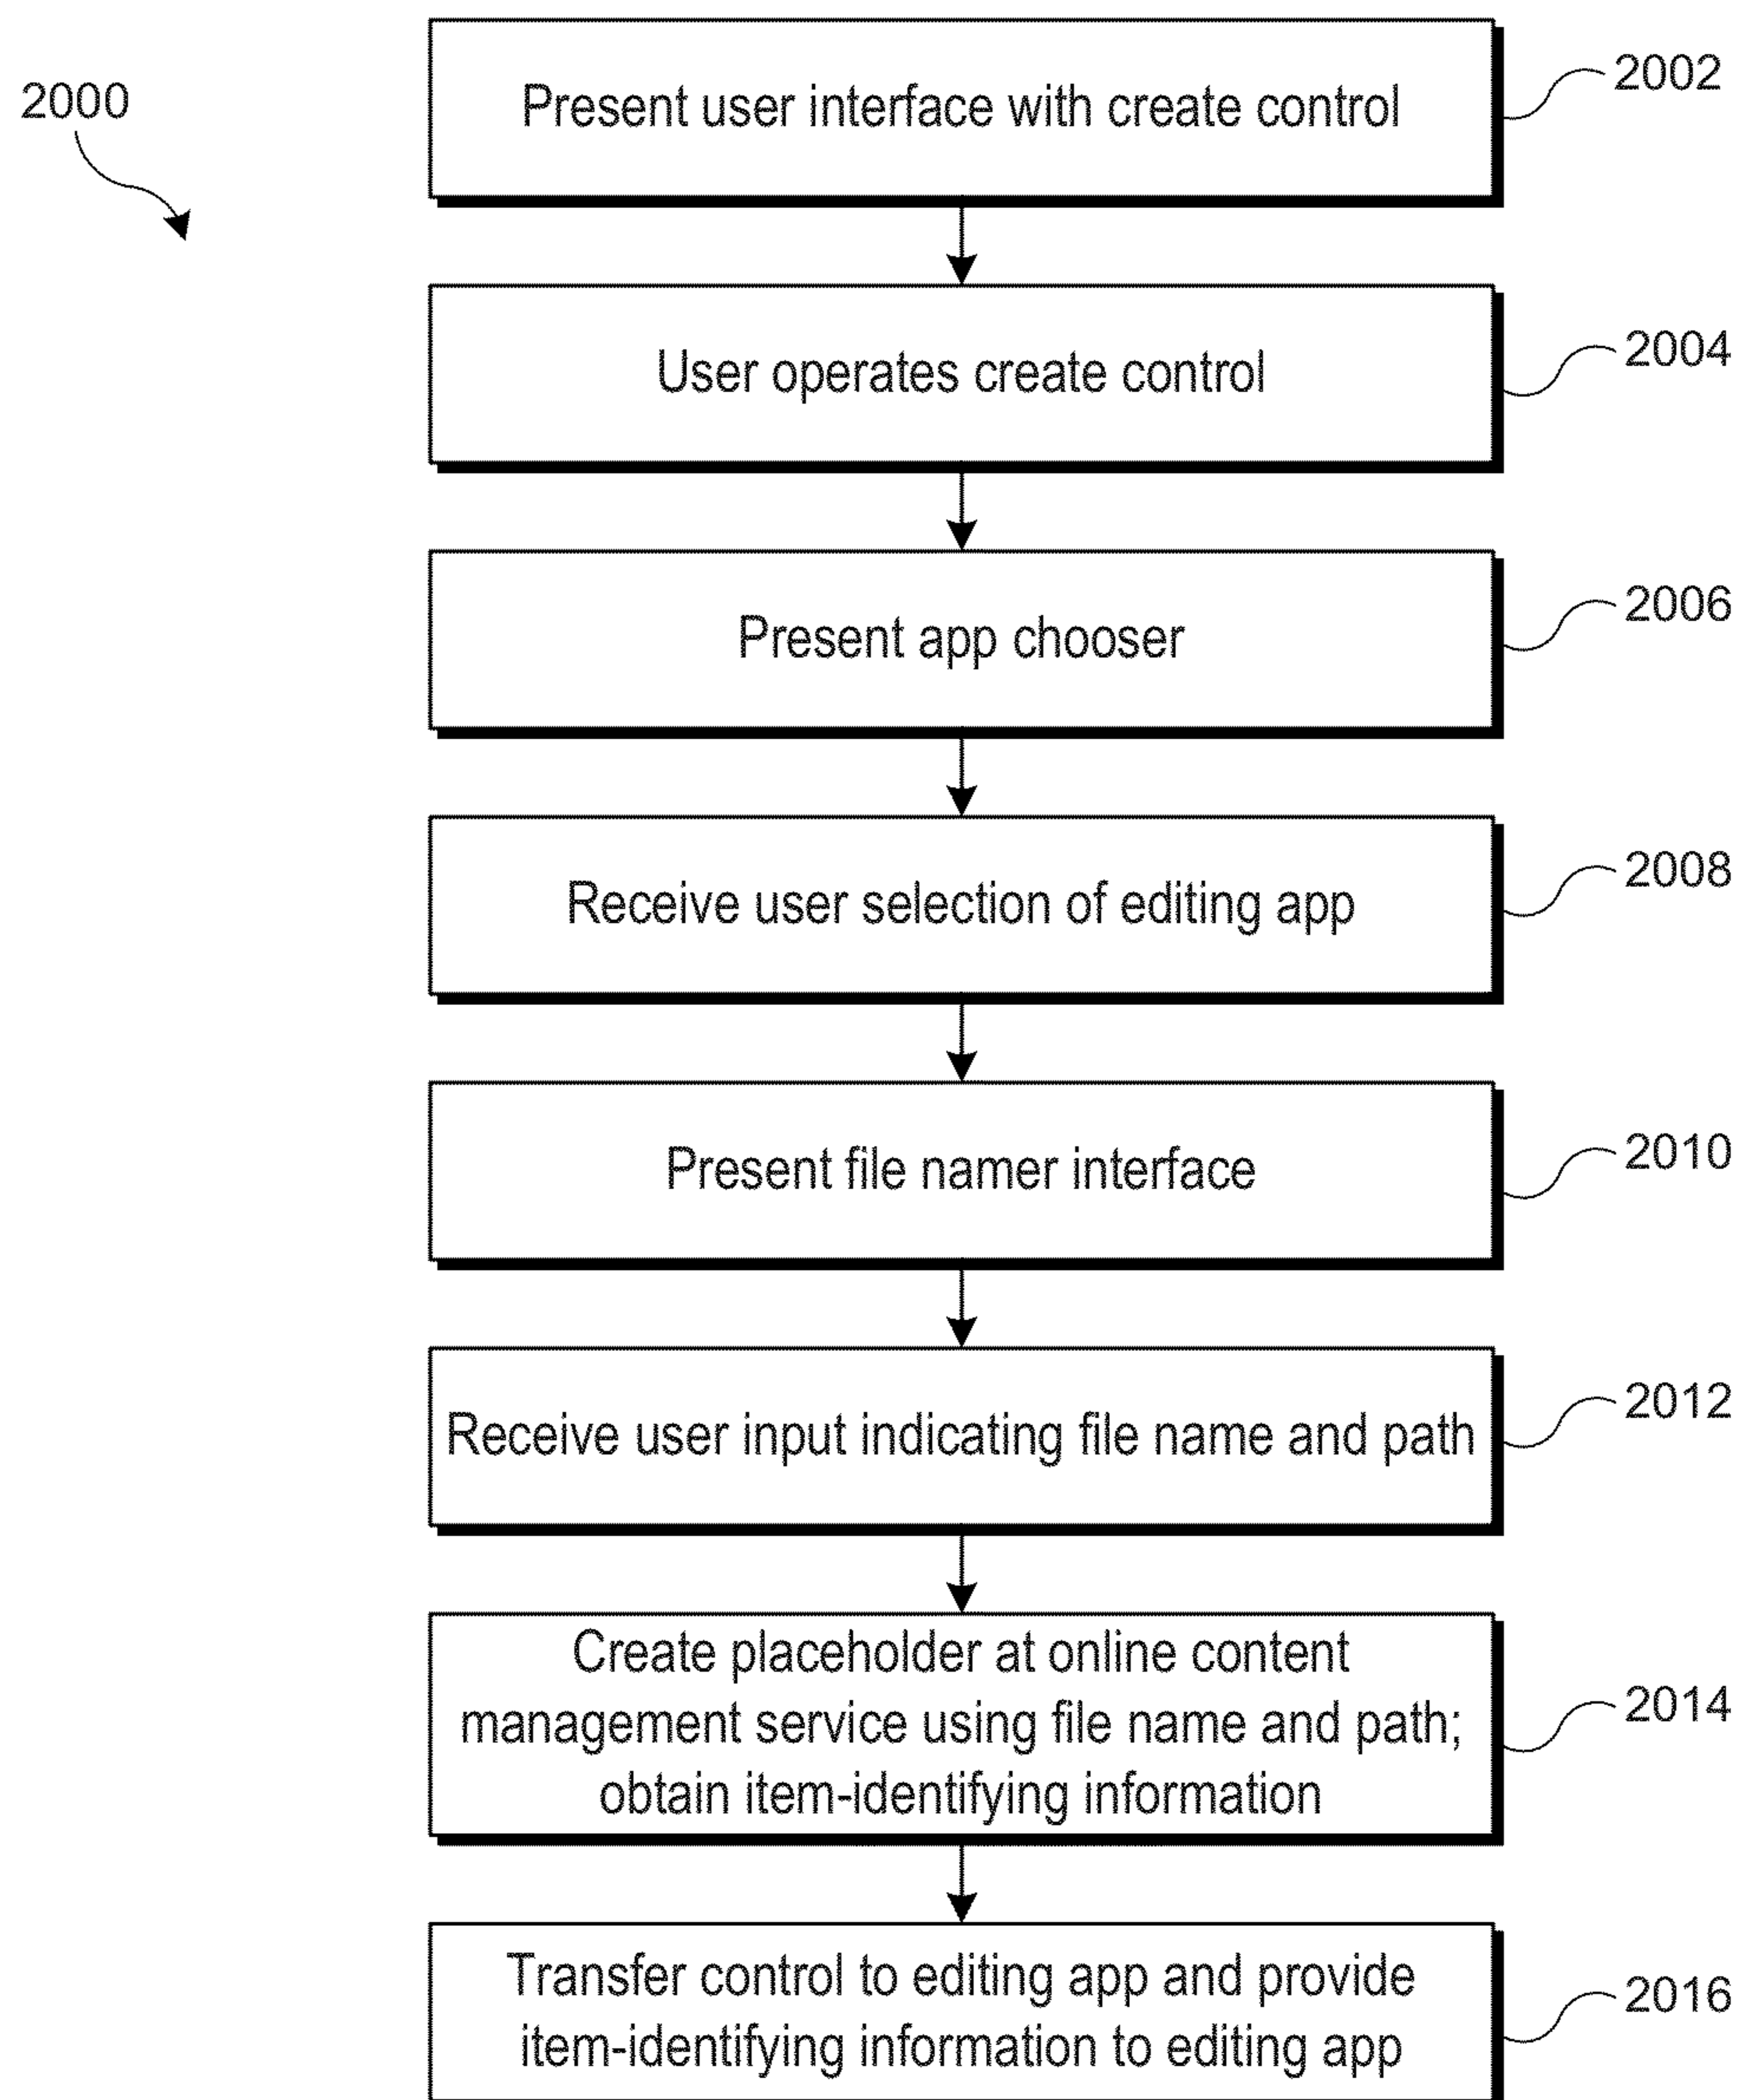 2000
Present user interface with create control
2002
User operates create control
2004
Present app chooser
2006
Receive user selection of editing app
2008
Present file namer interface
2010
Receive user input indicating file name and path
2012
Create placeholder at online content
management service using file name and path;
obtain item-identifying information
2014
Transfer control to editing app and provide
item-identifying information to editing app
2016